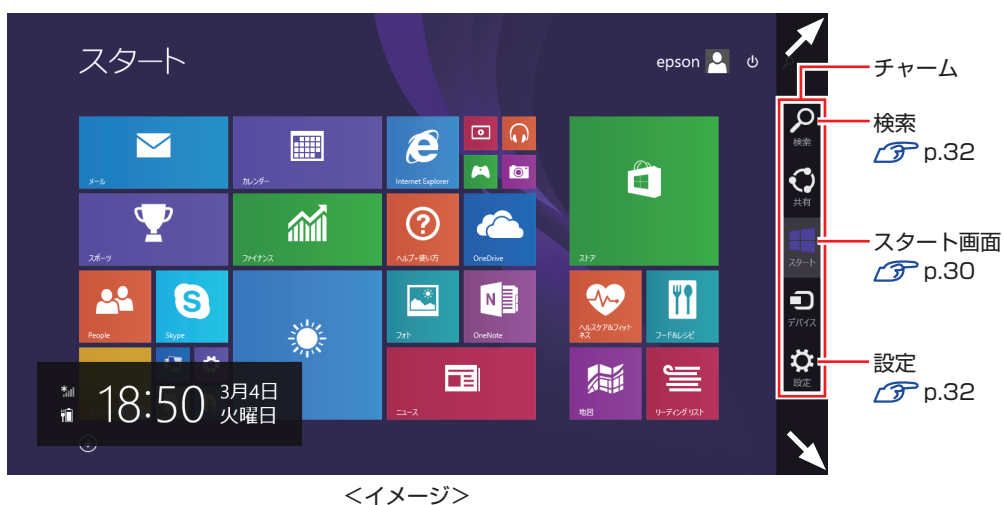 スタート
epson
メール
カレンダー
Internet Explorer
スポーツ
ファイナンス
ヘルプ+使い方
OneDrive
ストア
People
Skype
フォト
OneNote
ヘルスケア&フィット
ネス
フード&レシピ
ニュース
地図
リーディング リスト
18:50
3月4日
火曜日
検索
共有
スタート
デバイス
設定
チャーム
検索
p.32
スタート画面
p.30
設定
p.32
<イメージ>